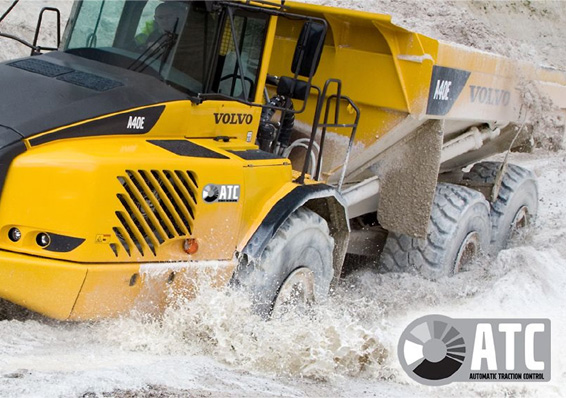 A40E
VOLVO
A40E
VOLVO
ATC
ATC
AUTOMATIC TRACTION CONTROL